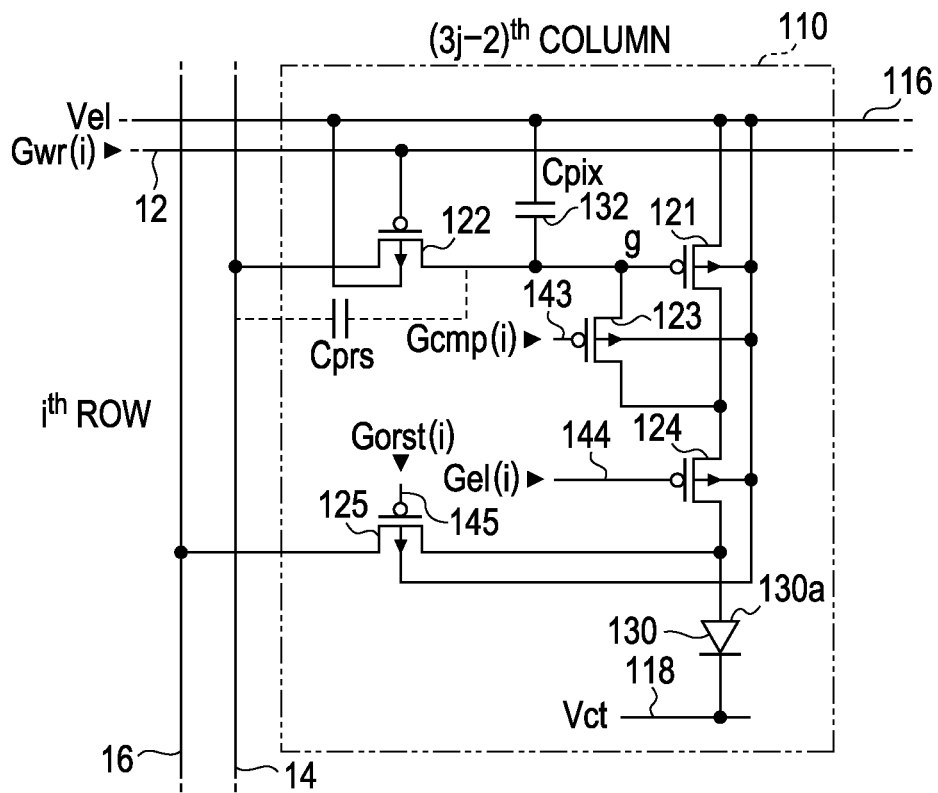 (3j−2)th COLUMN
110
116
Vel
Gwr(i)
12
Cpix
132
122
121
g
143
123
Gcmp(i)
Cprs
ith ROW
124
Gorst(i)
144
Gel(i)
125
145
130a
130
118
Vct
16
14